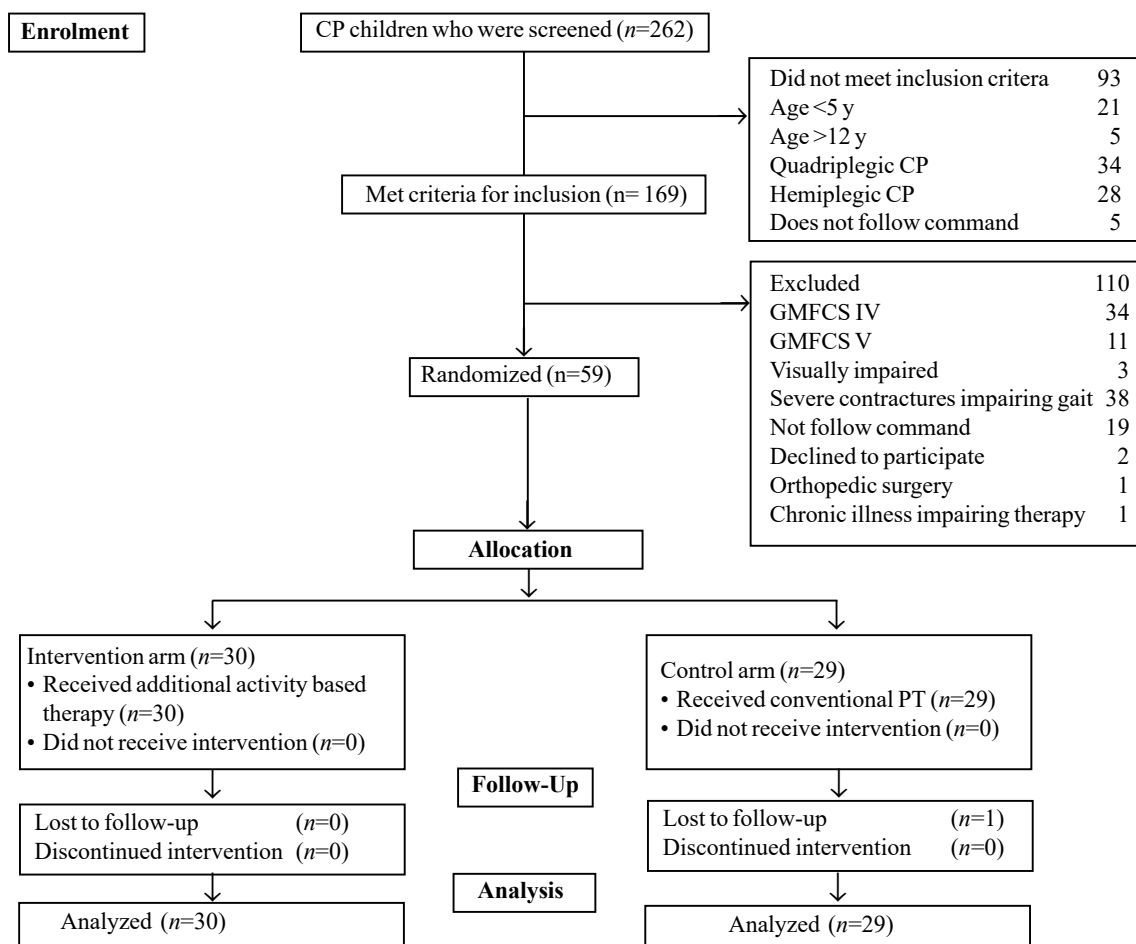 Enrolment
CP children who were screened (n=262)
Did not meet inclusion critera 93
Age <5 y 21
Age >12 y 5
Quadriplegic CP 34
Hemiplegic CP 28
Does not follow command 5
Met criteria for inclusion (n= 169)
Excluded 110
GMFCS IV 34
GMFCS V 11
Visually impaired 3
Severe contractures impairing gait 38
Not follow command 19
Declined to participate 2
Orthopedic surgery 1
Chronic illness impairing therapy 1
Randomized (n=59)
Allocation
Intervention arm (n=30)
• Received additional activity based
therapy (n=30)
• Did not receive intervention (n=0)
Control arm (n=29)
• Received conventional PT (n=29)
• Did not receive intervention (n=0)
Follow-Up
Lost to follow-up (n=0)
Discontinued intervention (n=0)
Lost to follow-up (n=1)
Discontinued intervention (n=0)
Analysis
Analyzed (n=30)
Analyzed (n=29)